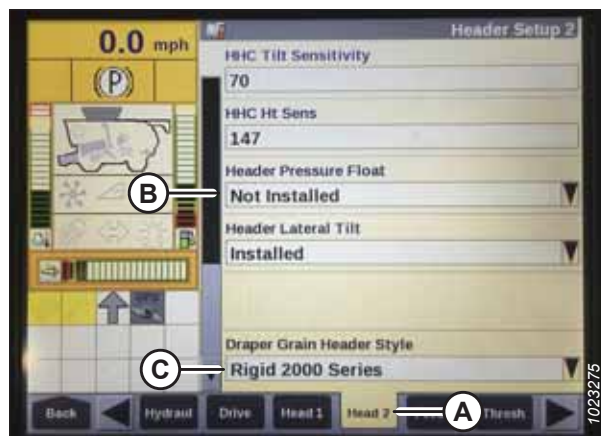 0.0 mph
Header Setup 2
(P)
HHC Tilt Sensitivity
70
HHC Ht Sens
147
Header Pressure Float
B
Not Installed
Header Lateral Tilt
Installed
Draper Grain Header Style
C
Rigid 2000 Series
Back
Hydraul
Drive
Head 1
Head 2
A
Thresh
1023275